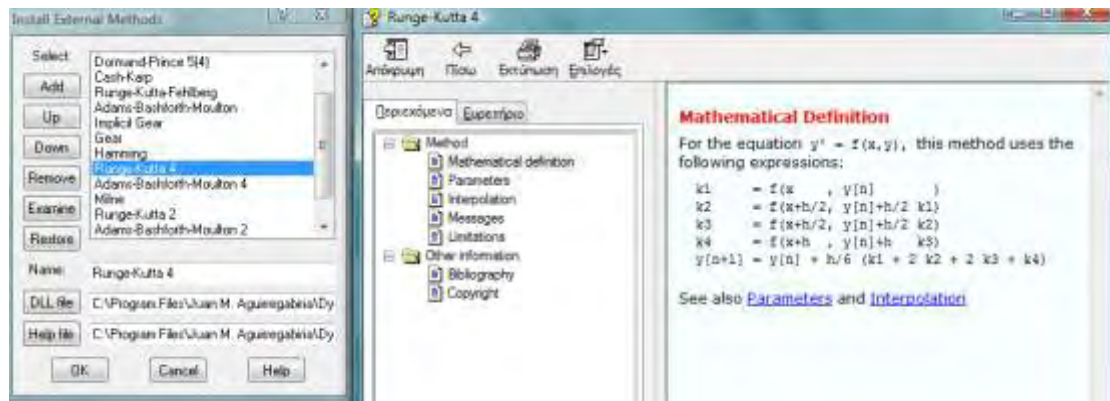 Install External Methods
Select
Add
Up
Down
Remove
Examine
Restore
Dormand-Prince 5(4)
Cash-Karp
Runge-Kutta-Fehlberg
Adams-Bashforth-Moulton
Implicit Gear
Gear
Hamming
Runge-Kutta 4
Adams-Bashforth-Moulton 4
Milne
Runge-Kutta 2
Adams-Bashforth-Moulton 2
Name: Runge-Kutta 4
DLL file C:\Program Files\Juan M. Aguirregabiria\Dy
Help file C:\Program Files\Juan M. Aguirregabiria\Dy
OK Cancel Help
Runge-Kutta 4
Απόκρυψη Πίσω Εκτύπωση Επιλογές
Περιεχόμενα Ευρετήριο
Method
Mathematical definition
Parameters
Interpolation
Messages
Limitations
Other information
Bibliography
Copyright
Mathematical Definition
For the equation y' = f(x,y), this method uses the
following expressions:
k1 = f(x , y[n] )
k2 = f(x+h/2, y[n]+h/2 k1)
k3 = f(x+h/2, y[n]+h/2 k2)
k4 = f(x+h , y[n]+h k3)
y[n+1] = y[n] + h/6 (k1 + 2 k2 + 2 k3 + k4)
See also Parameters and Interpolation